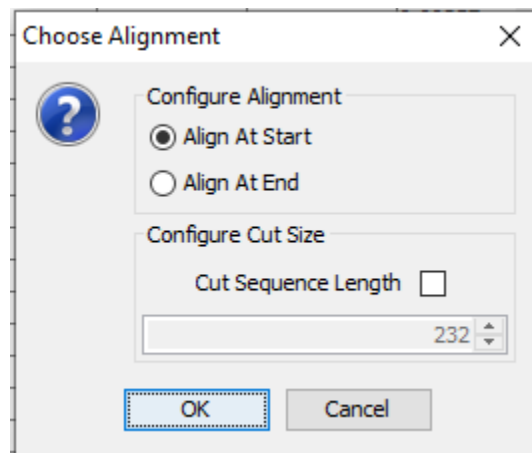 Choose Alignment
Configure Alignment
Align At Start
Align At End
Configure Cut Size
Cut Sequence Length
232
OK
Cancel